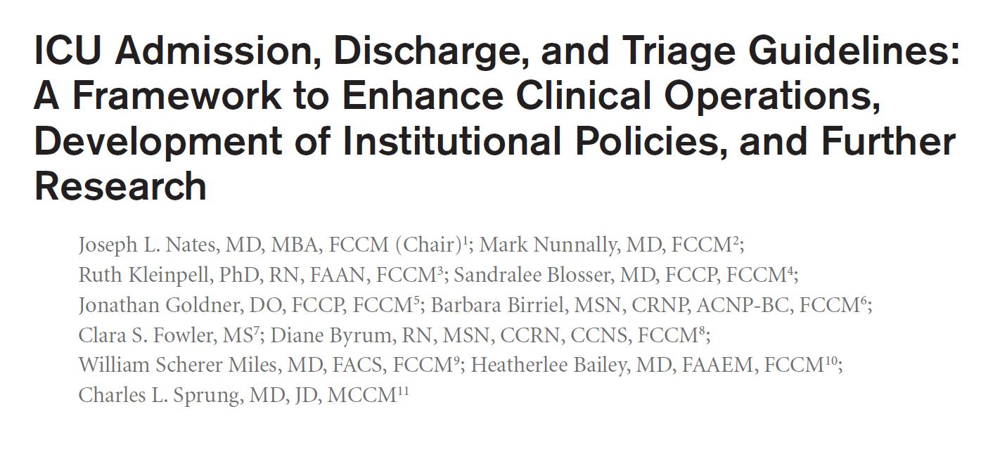 ICU Admission, Discharge, and Triage Guidelines:
A Framework to Enhance Clinical Operations,
Development of Institutional Policies, and Further
Research
Joseph L. Nates, MD, MBA, FCCM (Chair)¹; Mark Nunnally, MD, FCCM²;
Ruth Kleinpell, PhD, RN, FAAN, FCCM³; Sandralee Blosser, MD, FCCP, FCCM⁴;
Jonathan Goldner, DO, FCCP, FCCM⁵; Barbara Birriel, MSN, CRNP, ACNP-BC, FCCM⁶;
Clara S. Fowler, MS⁷; Diane Byrum, RN, MSN, CCRN, CCNS, FCCM⁸;
William Scherer Miles, MD, FACS, FCCM⁹; Heatherlee Bailey, MD, FAAEM, FCCM¹⁰;
Charles L. Sprung, MD, JD, MCCM¹¹